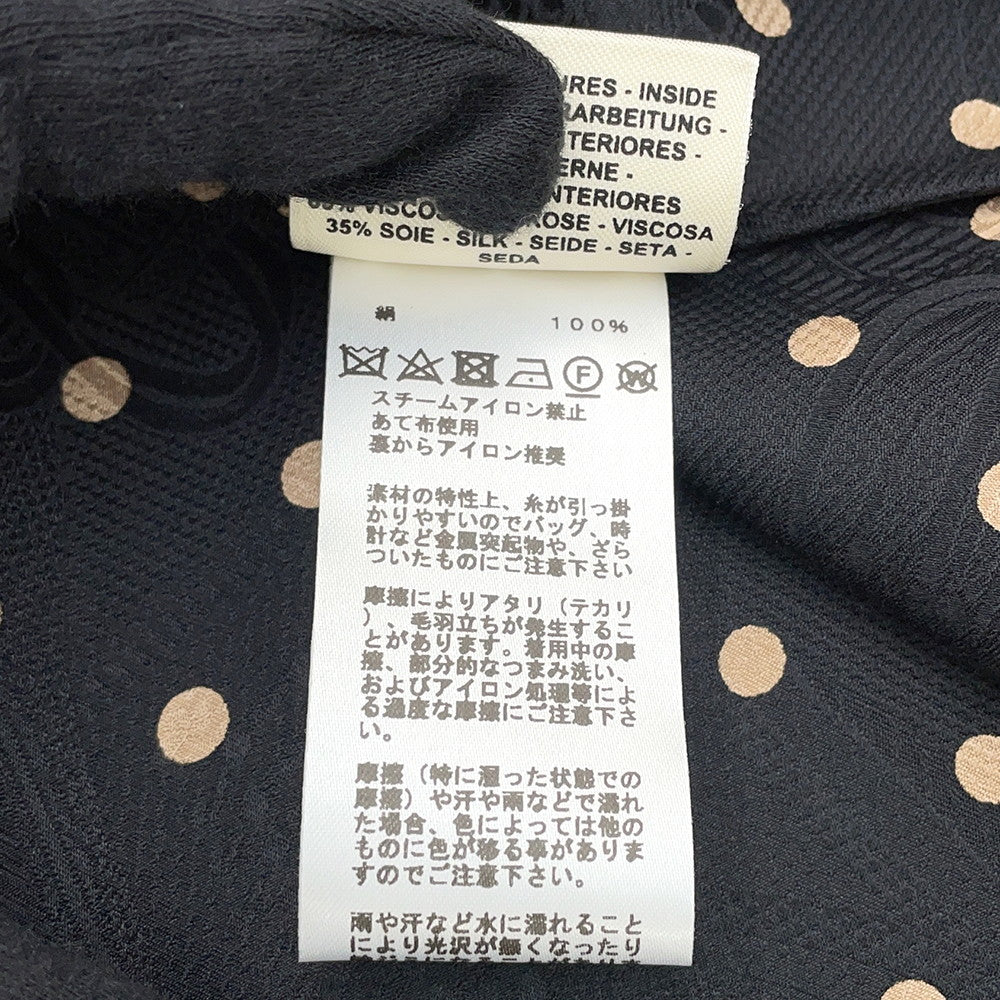 URES - INSIDE
RARBEITUNG -
NTERIORES -
ERNE -
INTERIORES
ROSE - VISCOSA
35% SOIE - SILK - SEIDE - SETA -
SEDA
絹 100%
F W
スチームアイロン禁止
あて布使用
裏からアイロン推奨
素材の特性上、糸が引っ掛
かりやすいのでバッグ、時
計など金属突起物や、ざら
ついたものにご注意下さい
摩擦によりアタリ（テカリ
）、毛羽立ちが発生するこ
とがあります。着用中の摩
擦、部分的なつまみ洗い、
およびアイロン処理等によ
る過度な摩擦にご注意下さ
い。
摩擦（特に湿った状態での
摩擦）や汗や雨などで濡れ
た場合、色によっては他の
ものに色が移る事がありま
すのでご注意下さい。
雨や汗など水に濡れること
により光沢が無くなったり